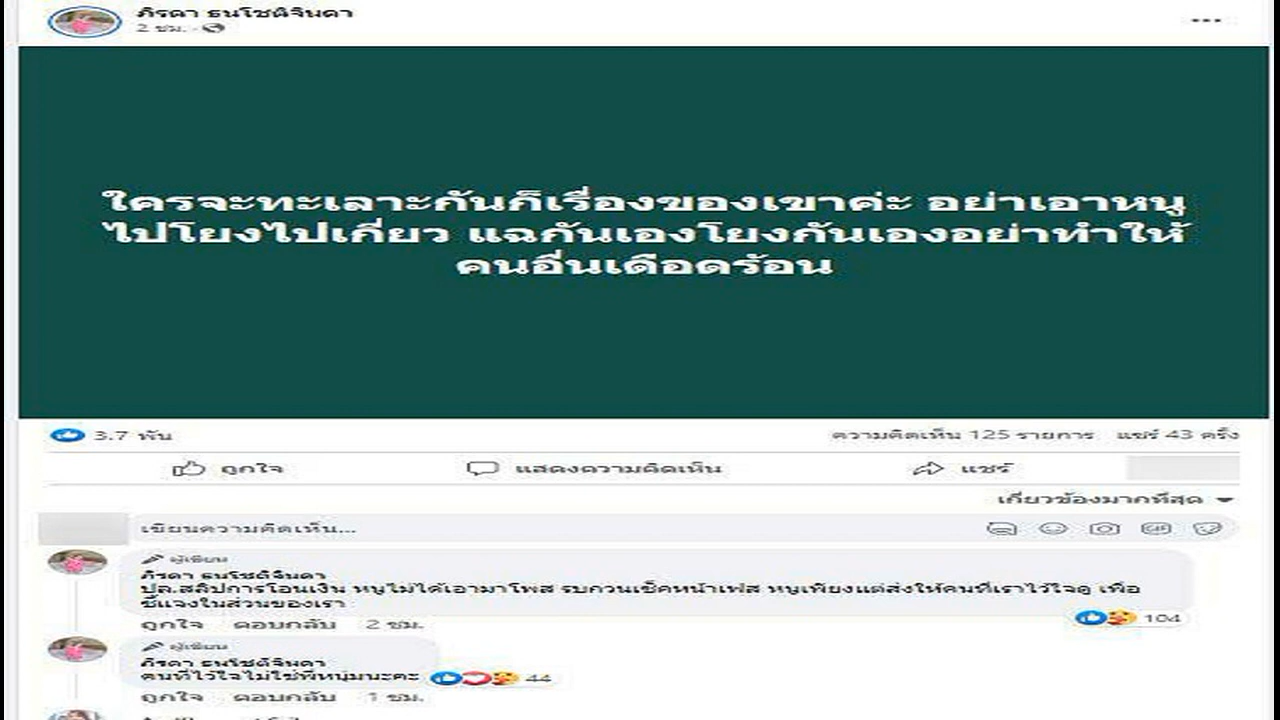 ภิรดา ธนโชติจินดา
2 ชม. ·
ใครจะทะเลาะกันก็เรื่องของเขาค่ะ อย่าเอาหนู
ไปโยงไปเกี่ยว แฉกันเองโยงกันเองอย่าทำให้
คนอื่นเดือดร้อน
3.7 พัน
ความคิดเห็น 125 รายการ แชร์ 43 ครั้ง
ถูกใจ แสดงความคิดเห็น แชร์
เกี่ยวข้องมากที่สุด
เขียนความคิดเห็น... GIF
ผู้เขียน
ภิรดา ธนโชติจินดา
ปล.สลิปการโอนเงิน หนูไม่ได้เอามาโพส รบกวนเช็คหน้าเฟส หนูเพียงแต่ส่งให้คนที่เราไว้ใจดู เพื่อ
ชี้แจงในส่วนของเรา
104
ถูกใจ ตอบกลับ 2 ชม.
ผู้เขียน
ภิรดา ธนโชติจินดา
คนที่ไว้ใจไม่ใช่พี่หนุ่มนะคะ 44
ถูกใจ ตอบกลับ 1 ชม.